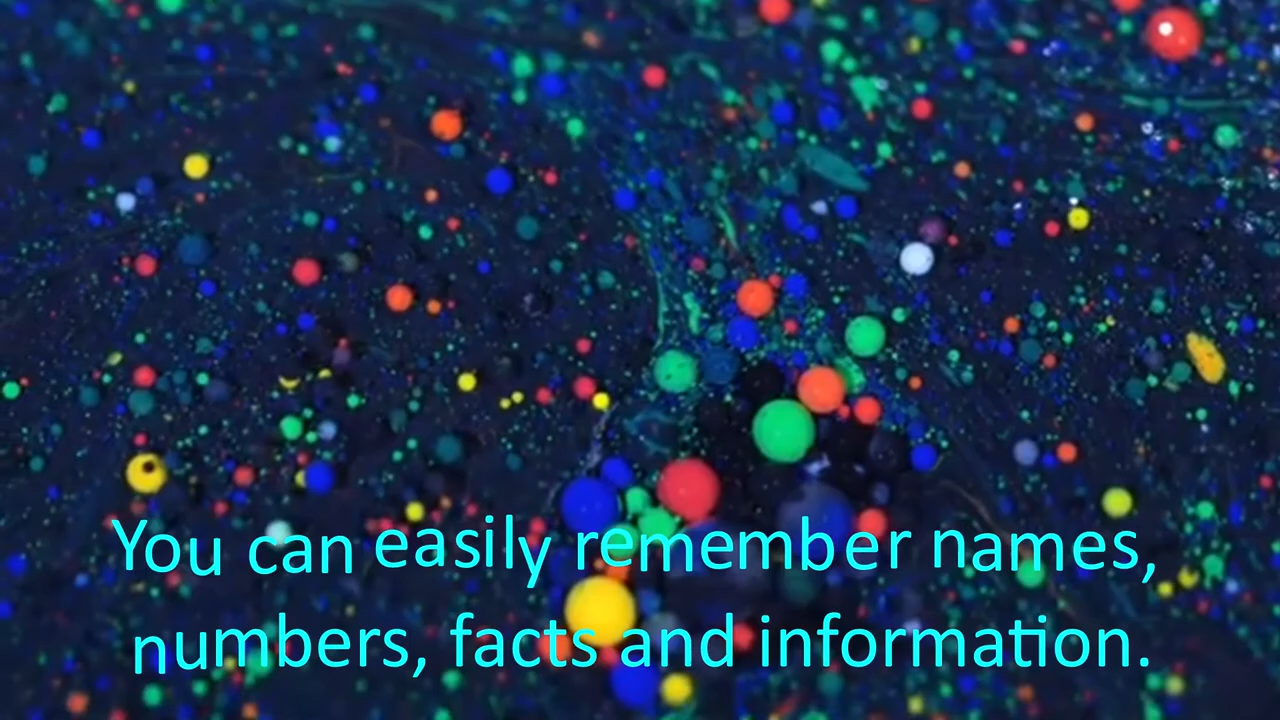 You can easily remember names,
numbers, facts and information.